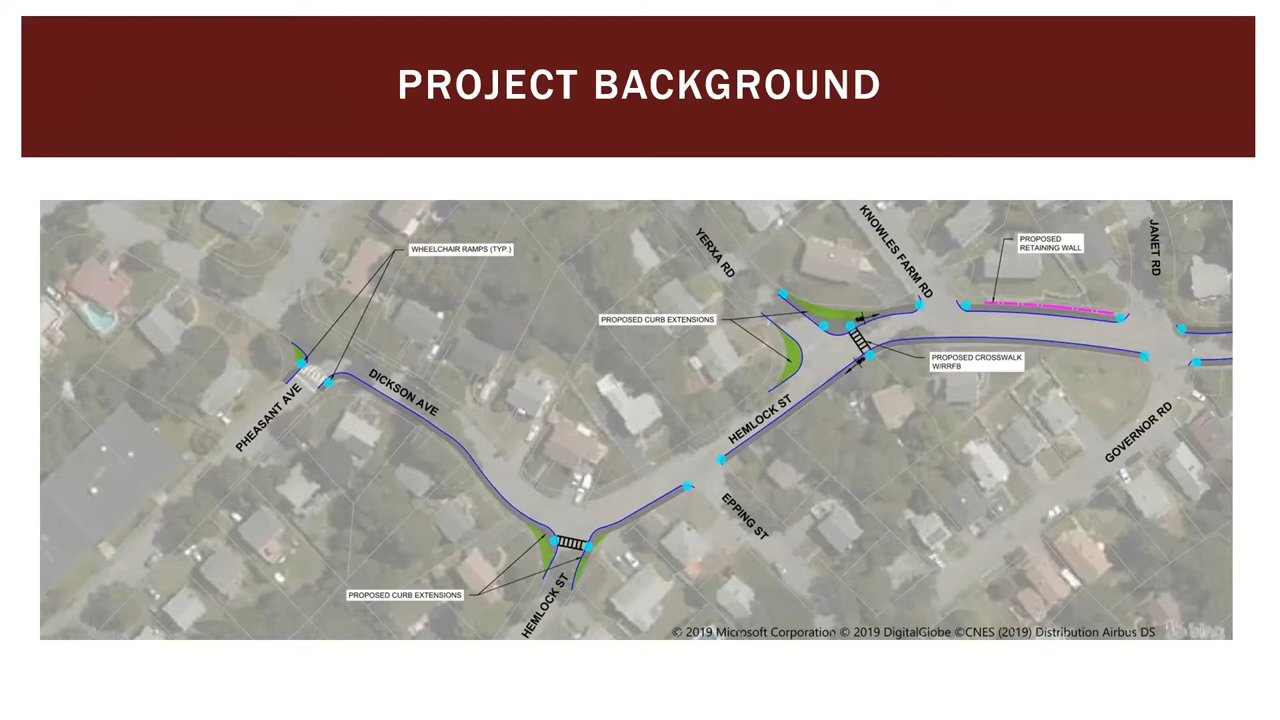 PROJECT BACKGROUND
KNOWLES FARM RD
JANET RD
YERXA RD
PROPOSED
RETAINING WALL
WHEELCHAIR RAMPS (TYP.)
PROPOSED CURB EXTENSIONS
PROPOSED CROSSWALK
W/RRFB
DICKSON AVE
PHEASANT AVE
HEMLOCK ST
GOVERNOR RD
EPPING ST
PROPOSED CURB EXTENSIONS
HEMLOCK ST
© 2019 Microsoft Corporation © 2019 DigitalGlobe ©CNES (2019) Distribution Airbus DS